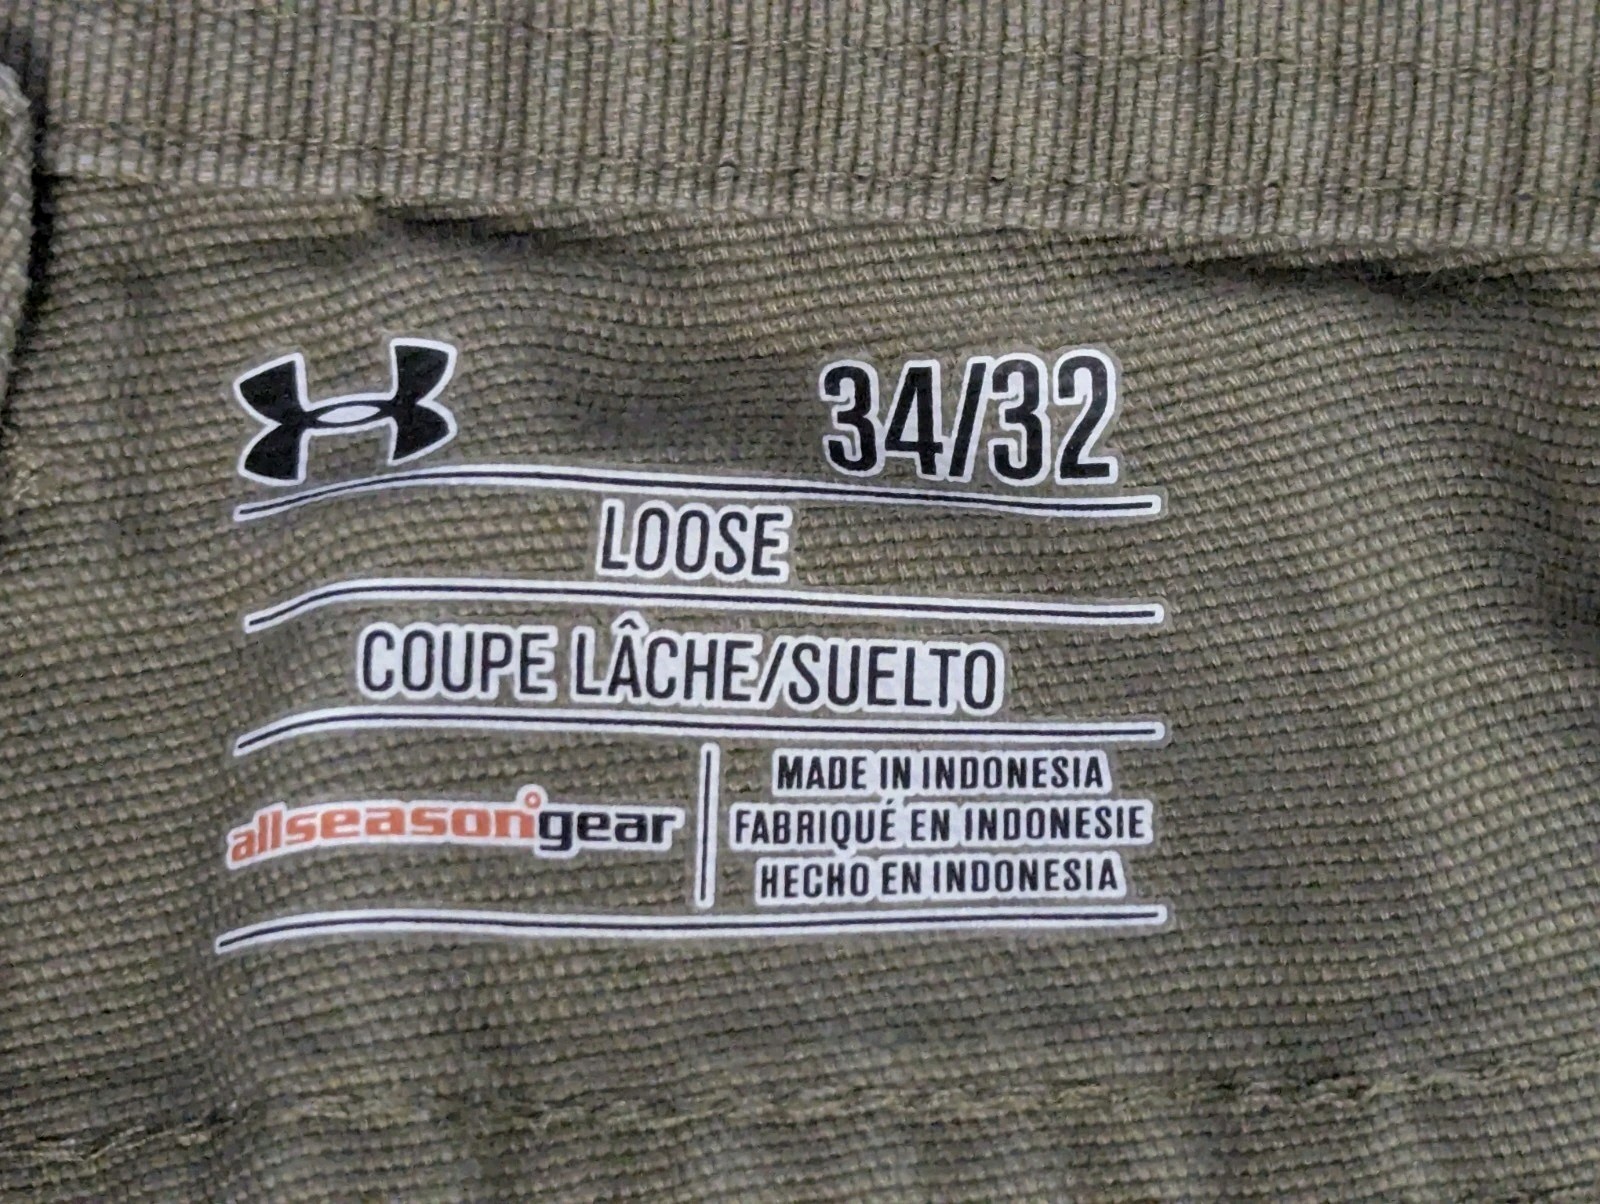 34/32
LOOSE
COUPE LÂCHE/SUELTO
allseasongear
MADE IN INDONESIA
FABRIQUÉ EN INDONESIE
HECHO EN INDONESIA